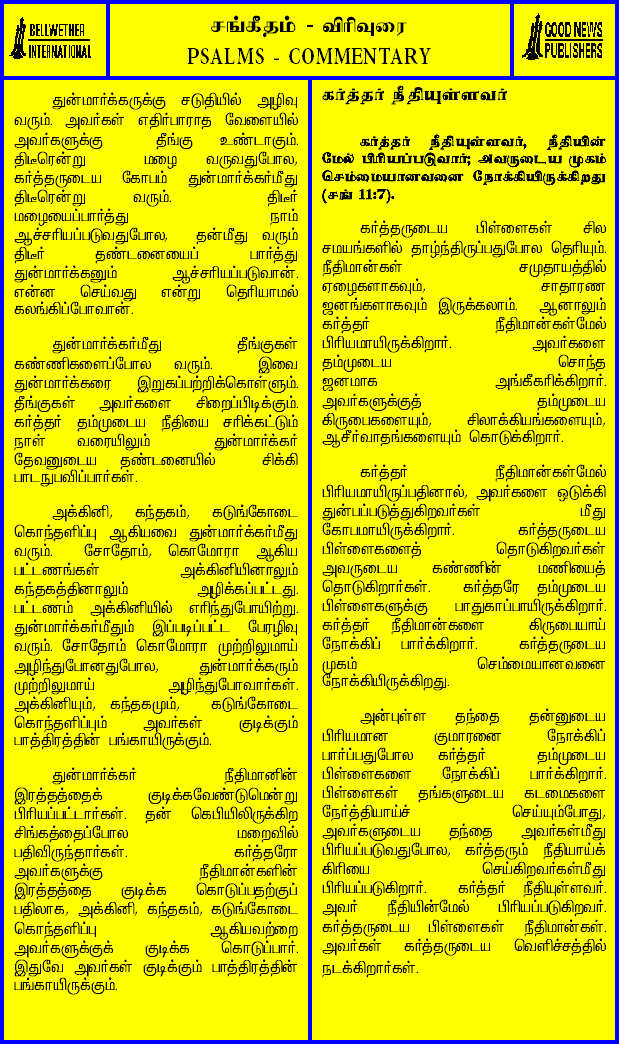 BELLWETHER
INTERNATIONAL
சங்கீதம் - விரிவுரை
PSALMS - COMMENTARY
GOOD NEWS
PUBLISHERS
துன்மார்க்கருக்கு சடுதியில் அழிவு
வரும். அவர்கள் எதிர்பாராத வேளையில்
அவர்களுக்கு தீங்கு உண்டாகும்.
திடீரென்று மழை வருவதுபோல,
கர்த்தருடைய கோபம் துன்மார்க்கர்மீது
திடீரென்று வரும். திடீர்
மழையைப்பார்த்து நாம்
ஆச்சரியப்படுவதுபோல, தன்மீது வரும்
திடீர் தண்டனையைப் பார்த்து
துன்மார்க்கனும் ஆச்சரியப்படுவான்.
என்ன செய்வது என்று தெரியாமல்
கலங்கிப்போவான்.
துன்மார்க்கர்மீது தீங்குகள்
கண்ணிகளைப்போல வரும். இவை
துன்மார்க்கரை இறுகப்பற்றிக்கொள்ளும்.
தீங்குகள் அவர்களை சிறைப்பிடிக்கும்.
கர்த்தர் தம்முடைய நீதியை சரிக்கட்டும்
நாள் வரையிலும் துன்மார்க்கர்
தேவனுடைய தண்டனையில் சிக்கி
பாடநுபவிப்பார்கள்.
அக்கினி, கந்தகம், கடுங்கோடை
கொந்தளிப்பு ஆகியவை துன்மார்க்கர்மீது
வரும். சோதோம், கொமோரா ஆகிய
பட்டணங்கள் அக்கினியினாலும்
கந்தகத்தினாலும் அழிக்கப்பட்டது.
பட்டணம் அக்கினியில் எரிந்துபோயிற்று.
துன்மார்க்கர்மீதும் இப்படிப்பட்ட பேரழிவு
வரும். சோதோம் கொமோரா முற்றிலுமாய்
அழிந்துபோனதுபோல, துன்மார்க்கரும்
முற்றிலுமாய் அழிந்துபோவார்கள்.
அக்கினியும், கந்தகமும், கடுங்கோடை
கொந்தளிப்பும் அவர்கள் குடிக்கும்
பாத்திரத்தின் பங்காயிருக்கும்.
துன்மார்க்கர் நீதிமானின்
இரத்தத்தைக் குடிக்கவேண்டுமென்று
பிரியப்பட்டார்கள். தன் கெபியிலிருக்கிற
சிங்கத்தைப்போல மறைவில்
பதிவிருந்தார்கள். கர்த்தரோ
அவர்களுக்கு நீதிமான்களின்
இரத்தத்தை குடிக்க கொடுப்பதற்குப்
பதிலாக, அக்கினி, கந்தகம், கடுங்கோடை
கொந்தளிப்பு ஆகியவற்றை
அவர்களுக்குக் குடிக்க கொடுப்பார்.
இதுவே அவர்கள் குடிக்கும் பாத்திரத்தின்
பங்காயிருக்கும்.
கர்த்தர் நீதியுள்ளவர்
கர்த்தர் நீதியுள்ளவர், நீதியின்
மேல் பிரியப்படுவார்; அவருடைய முகம்
செம்மையானவனை நோக்கியிருக்கிறது
(சங் 11:7).
கர்த்தருடைய பிள்ளைகள் சில
சமயங்களில் தாழ்ந்திருப்பதுபோல தெரியும்.
நீதிமான்கள் சமுதாயத்தில்
ஏழைகளாகவும், சாதாரண
ஜனங்களாகவும் இருக்கலாம். ஆனாலும்
கர்த்தர் நீதிமான்கள்மேல்
பிரியமாயிருக்கிறார். அவர்களை
தம்முடைய சொந்த
ஜனமாக அங்கீகரிக்கிறார்.
அவர்களுக்குத் தம்முடைய
கிருபைகளையும், சிலாக்கியங்களையும்,
ஆசீர்வாதங்களையும் கொடுக்கிறார்.
கர்த்தர் நீதிமான்கள்மேல்
பிரியமாயிருப்பதினால், அவர்களை ஒடுக்கி
துன்பப்படுத்துகிறவர்கள் மீது
கோபமாயிருக்கிறார். கர்த்தருடைய
பிள்ளைகளைத் தொடுகிறவர்கள்
அவருடைய கண்ணின் மணியைத்
தொடுகிறார்கள். கர்த்தரே தம்முடைய
பிள்ளைகளுக்கு பாதுகாப்பாயிருக்கிறார்.
கர்த்தர் நீதிமான்களை கிருபையாய்
நோக்கிப் பார்க்கிறார். கர்த்தருடைய
முகம் செம்மையானவனை
நோக்கியிருக்கிறது.
அன்புள்ள தந்தை தன்னுடைய
பிரியமான குமாரனை நோக்கிப்
பார்ப்பதுபோல கர்த்தர் தம்முடைய
பிள்ளைகளை நோக்கிப் பார்க்கிறார்.
பிள்ளைகள் தங்களுடைய கடமைகளை
நேர்த்தியாய்ச் செய்யும்போது,
அவர்களுடைய தந்தை அவர்கள்மீது
பிரியப்படுவதுபோல, கர்த்தரும் நீதியாய்க்
கிரியை செய்கிறவர்கள்மீது
பிரியப்படுகிறார். கர்த்தர் நீதியுள்ளவர்.
அவர் நீதியின்மேல் பிரியப்படுகிறவர்.
கர்த்தருடைய பிள்ளைகள் நீதிமான்கள்.
அவர்கள் கர்த்தருடைய வெளிச்சத்தில்
நடக்கிறார்கள்.